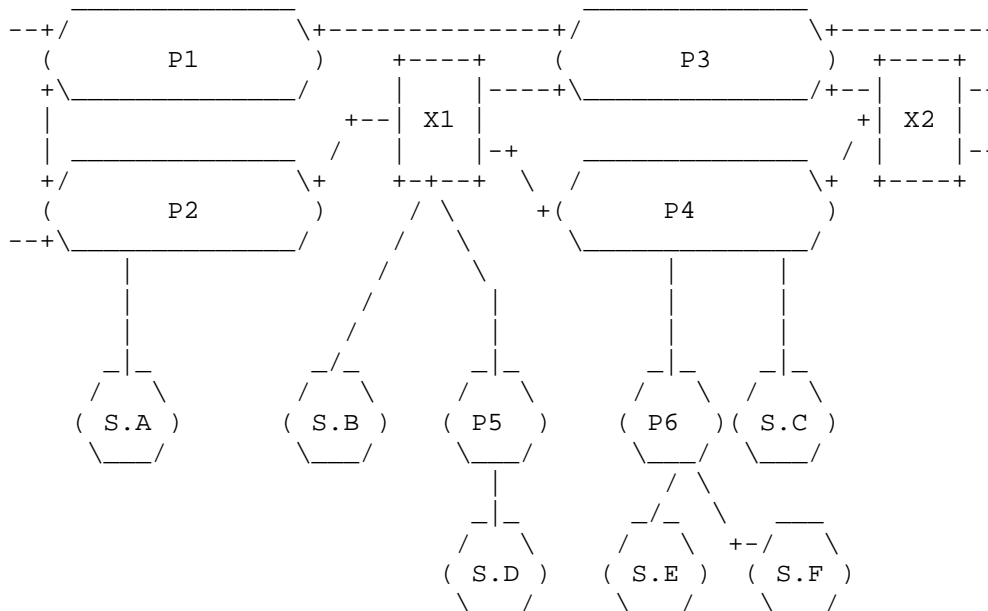 P1 P3
X1 X2
P2 P4
S.A S.B P5 P6 S.C
S.D S.E S.F